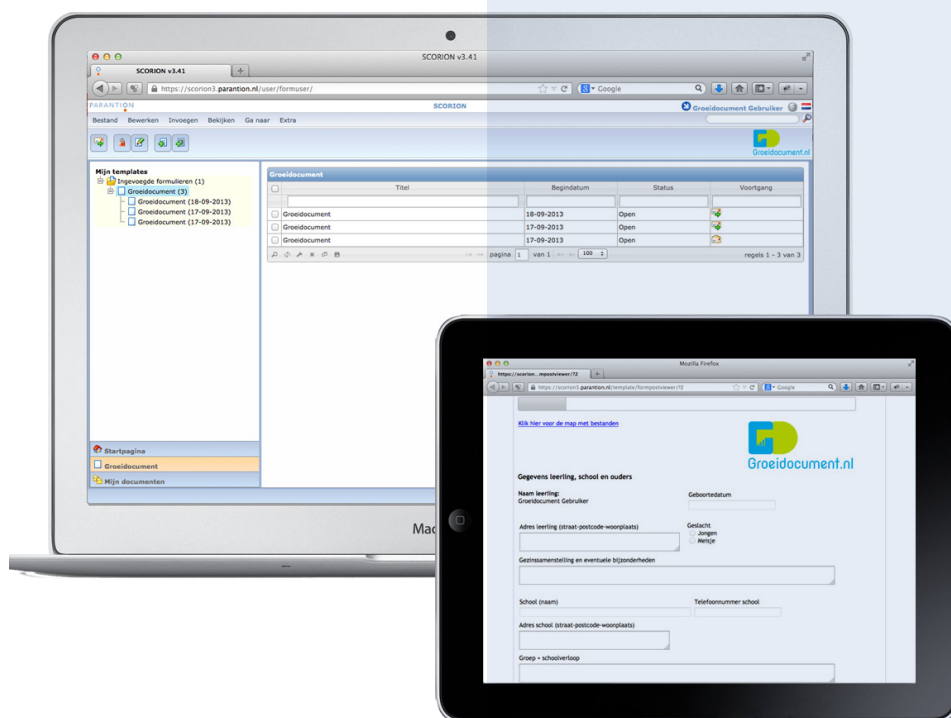 SCORION v3.41
SCORION v3.41
https://scorion3.parantion.nl/user/formuser/
Google
PARANTION
SCORION
Groeidocument Gebruiker
Bestand Bewerken Invoegen Bekijken Ga naar Extra
Groeidocument.nl
Mijn templates
Ingevoegde formulieren (1)
Groeidocument (3)
Groeidocument (18-09-2013)
Groeidocument (17-09-2013)
Groeidocument (17-09-2013)
Startpagina
Groeidocument
Mijn documenten
Groeidocument
Titel Begindatum Status Voortgang
Groeidocument 18-09-2013 Open
Groeidocument 17-09-2013 Open
Groeidocument 17-09-2013 Open
pagina 1 van 1 100 regels 1 - 3 van 3
Mac
Mozilla Firefox
https://scorion...mpostviewer/72
https://scorion3.parantion.nl/template/formpostviewer/72
Google
Klik hier voor de map met bestanden
Groeidocument.nl
Gegevens leerling, school en ouders
Naam leerling:
Groeidocument Gebruiker
Geboortedatum
Adres leerling (straat-postcode-woonplaats)
Geslacht
Jongen
Meisje
Gezinssamenstelling en eventuele bijzonderheden
School (naam)
Telefoonnummer school
Adres school (straat-postcode-woonplaats)
Groep + schoolverloop